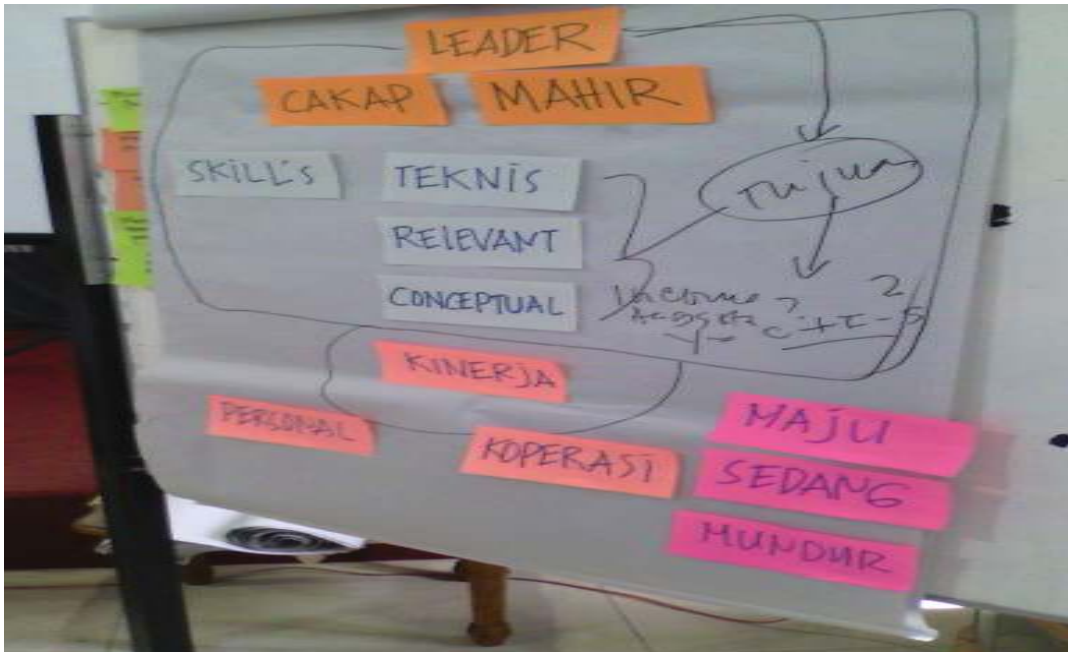 LEADER
CAKAP MAHIR
SKILL'S TEKNIS
RELEVANT
CONCEPTUAL
Tujuan
KINERJA
PERSONAL
KOPERASI
MAJU
SEDANG
MUNDUR